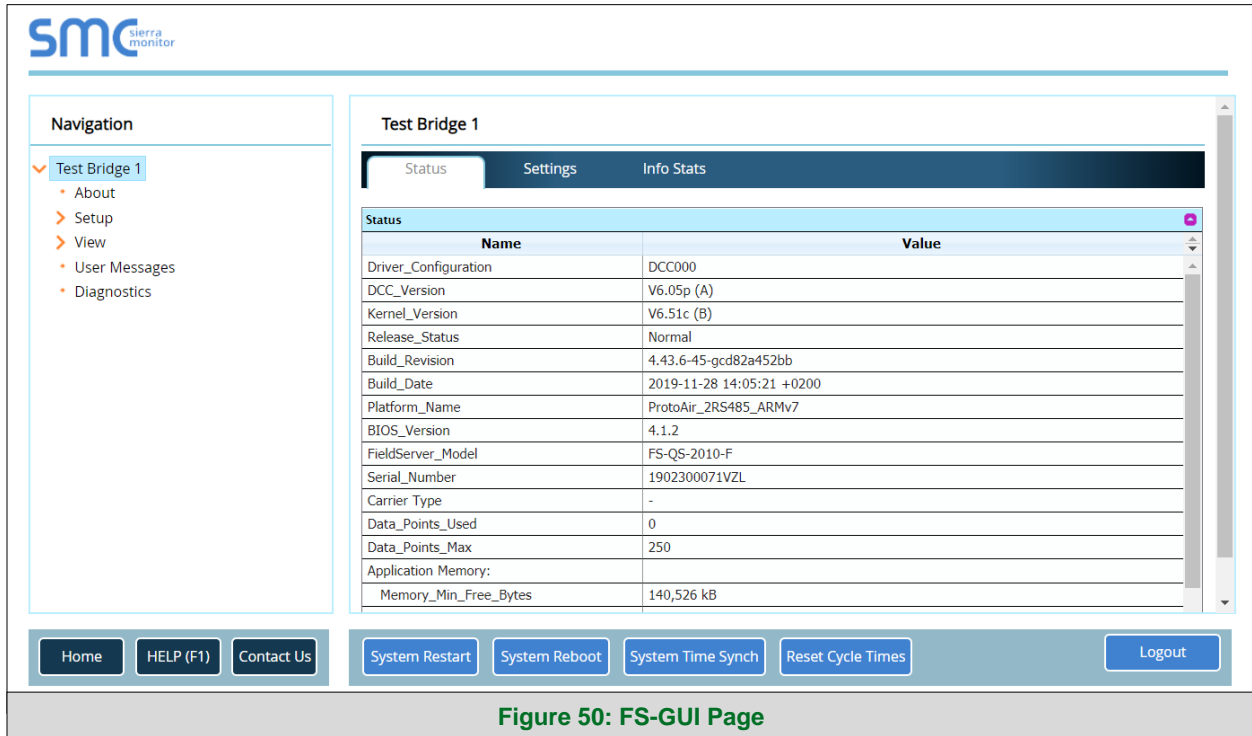 SMC sierra monitor
Navigation
Test Bridge 1
About
Setup
View
User Messages
Diagnostics
Test Bridge 1
Status Settings Info Stats
Status
Name Value
Driver_Configuration DCC000
DCC_Version V6.05p (A)
Kernel_Version V6.51c (B)
Release_Status Normal
Build_Revision 4.43.6-45-gcd82a452bb
Build_Date 2019-11-28 14:05:21 +0200
Platform_Name ProtoAir_2RS485_ARMv7
BIOS_Version 4.1.2
FieldServer_Model FS-QS-2010-F
Serial_Number 1902300071VZL
Carrier Type -
Data_Points_Used 0
Data_Points_Max 250
Application Memory:
Memory_Min_Free_Bytes 140,526 kB
Home HELP (F1) Contact Us
System Restart System Reboot System Time Synch Reset Cycle Times Logout
Figure 50: FS-GUI Page